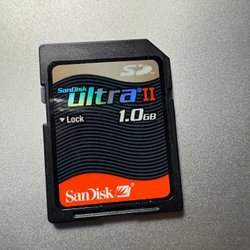 SD
SanDisk
ultra® II
▼ Lock
1.0GB
SanDisk